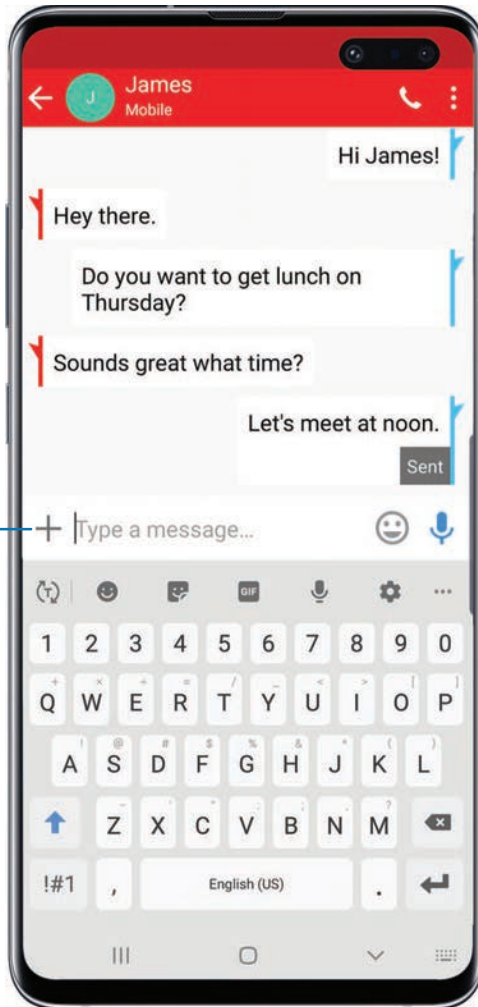 J
James
Mobile
Hi James!
Hey there.
Do you want to get lunch on
Thursday?
Sounds great what time?
Let's meet at noon.
Sent
Type a message...
T
GIF
1 2 3 4 5 6 7 8 9 0
Q W E R T Y U I O P
A S D F G H J K L
Z X C V B N M
!#1 , English (US) .